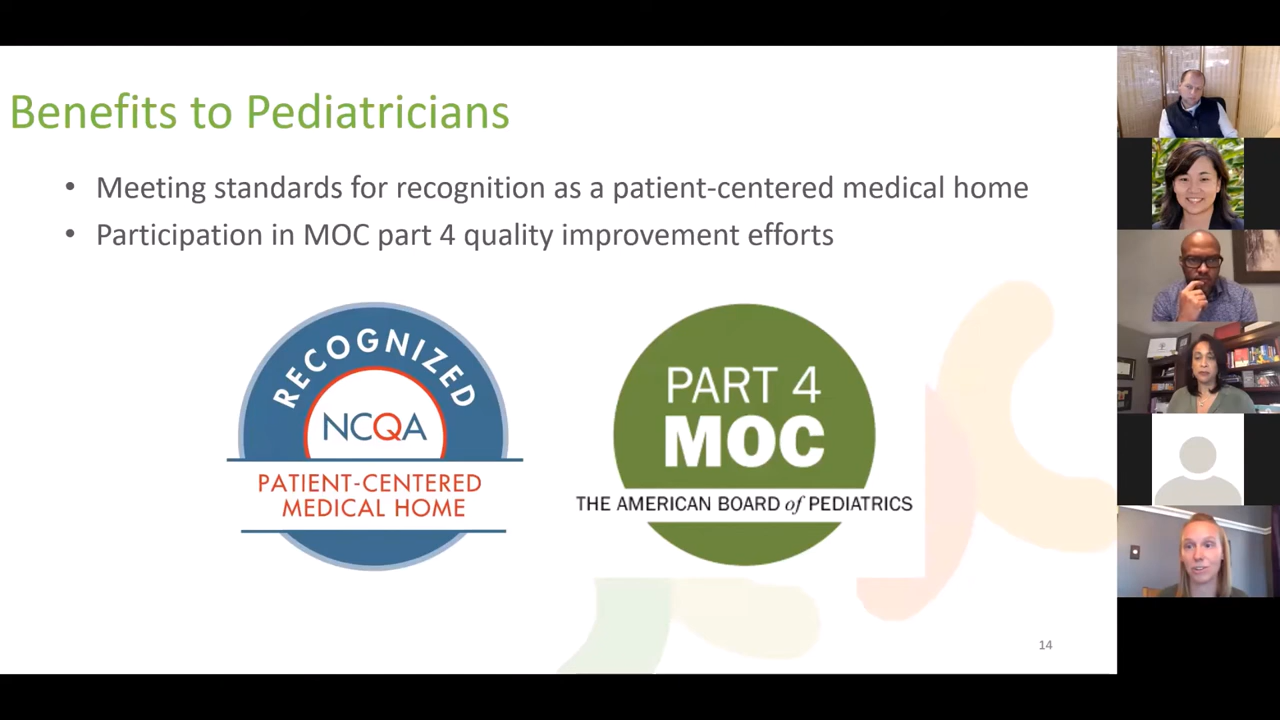 Benefits to Pediatricians
• Meeting standards for recognition as a patient-centered medical home
• Participation in MOC part 4 quality improvement efforts
RECOGNIZED
NCQA
PATIENT-CENTERED
MEDICAL HOME
PART 4
MOC
THE AMERICAN BOARD of PEDIATRICS
14